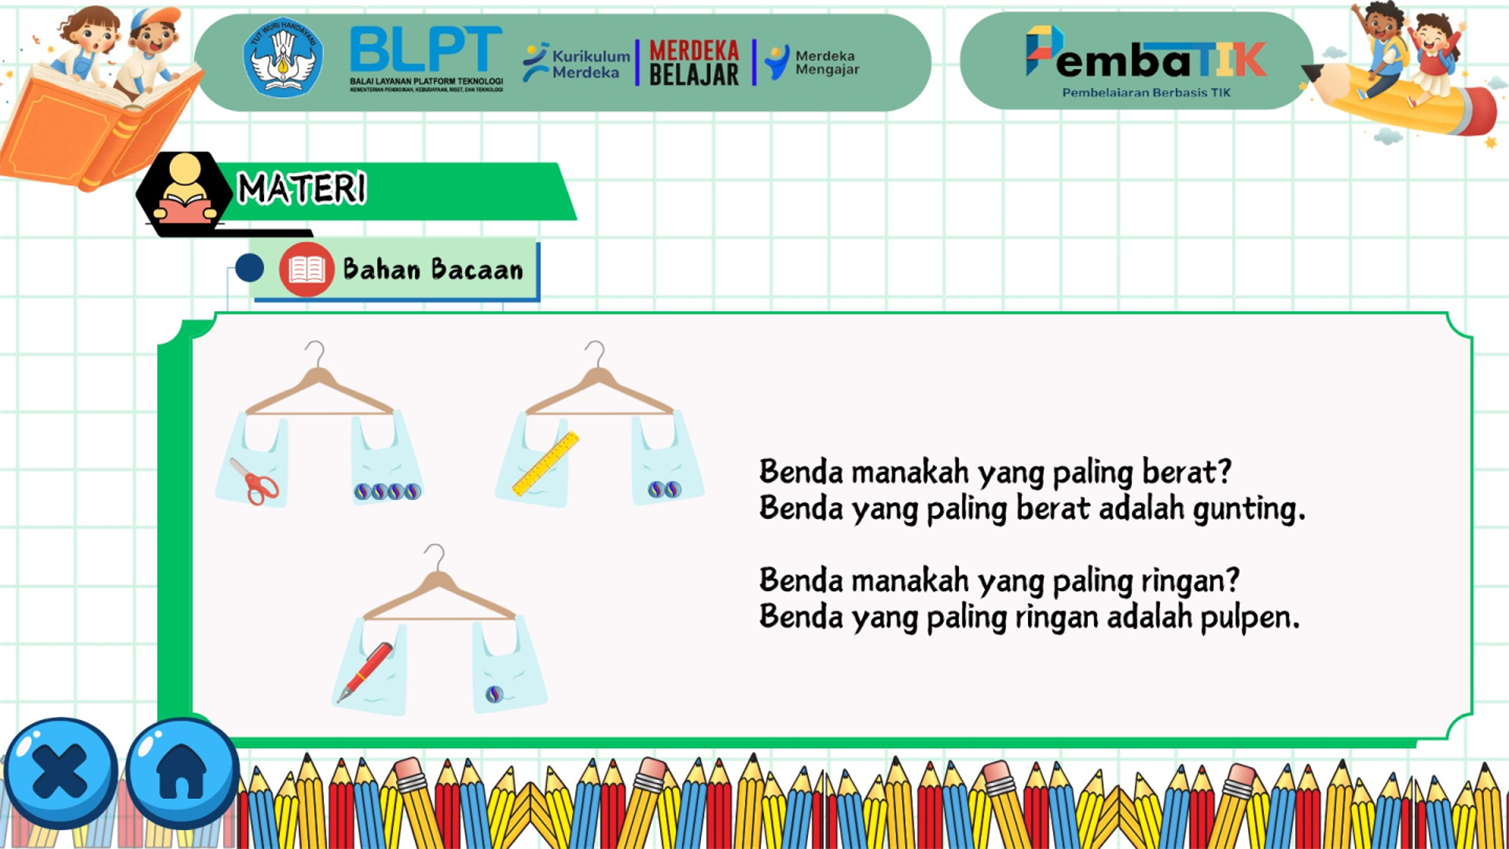 TUT WURI HANDAYANI
BLPT
BALAI LAYANAN PLATFORM TEKNOLOGI
KEMENTERIAN PENDIDIKAN, KEBUDAYAAN, RISET, DAN TEKNOLOGI
Kurikulum
Merdeka
MERDEKA
BELAJAR
Merdeka
Mengajar
PembaTIK
Pembelajaran Berbasis TIK
MATERI
Bahan Bacaan
Benda manakah yang paling berat?
Benda yang paling berat adalah gunting.
Benda manakah yang paling ringan?
Benda yang paling ringan adalah pulpen.